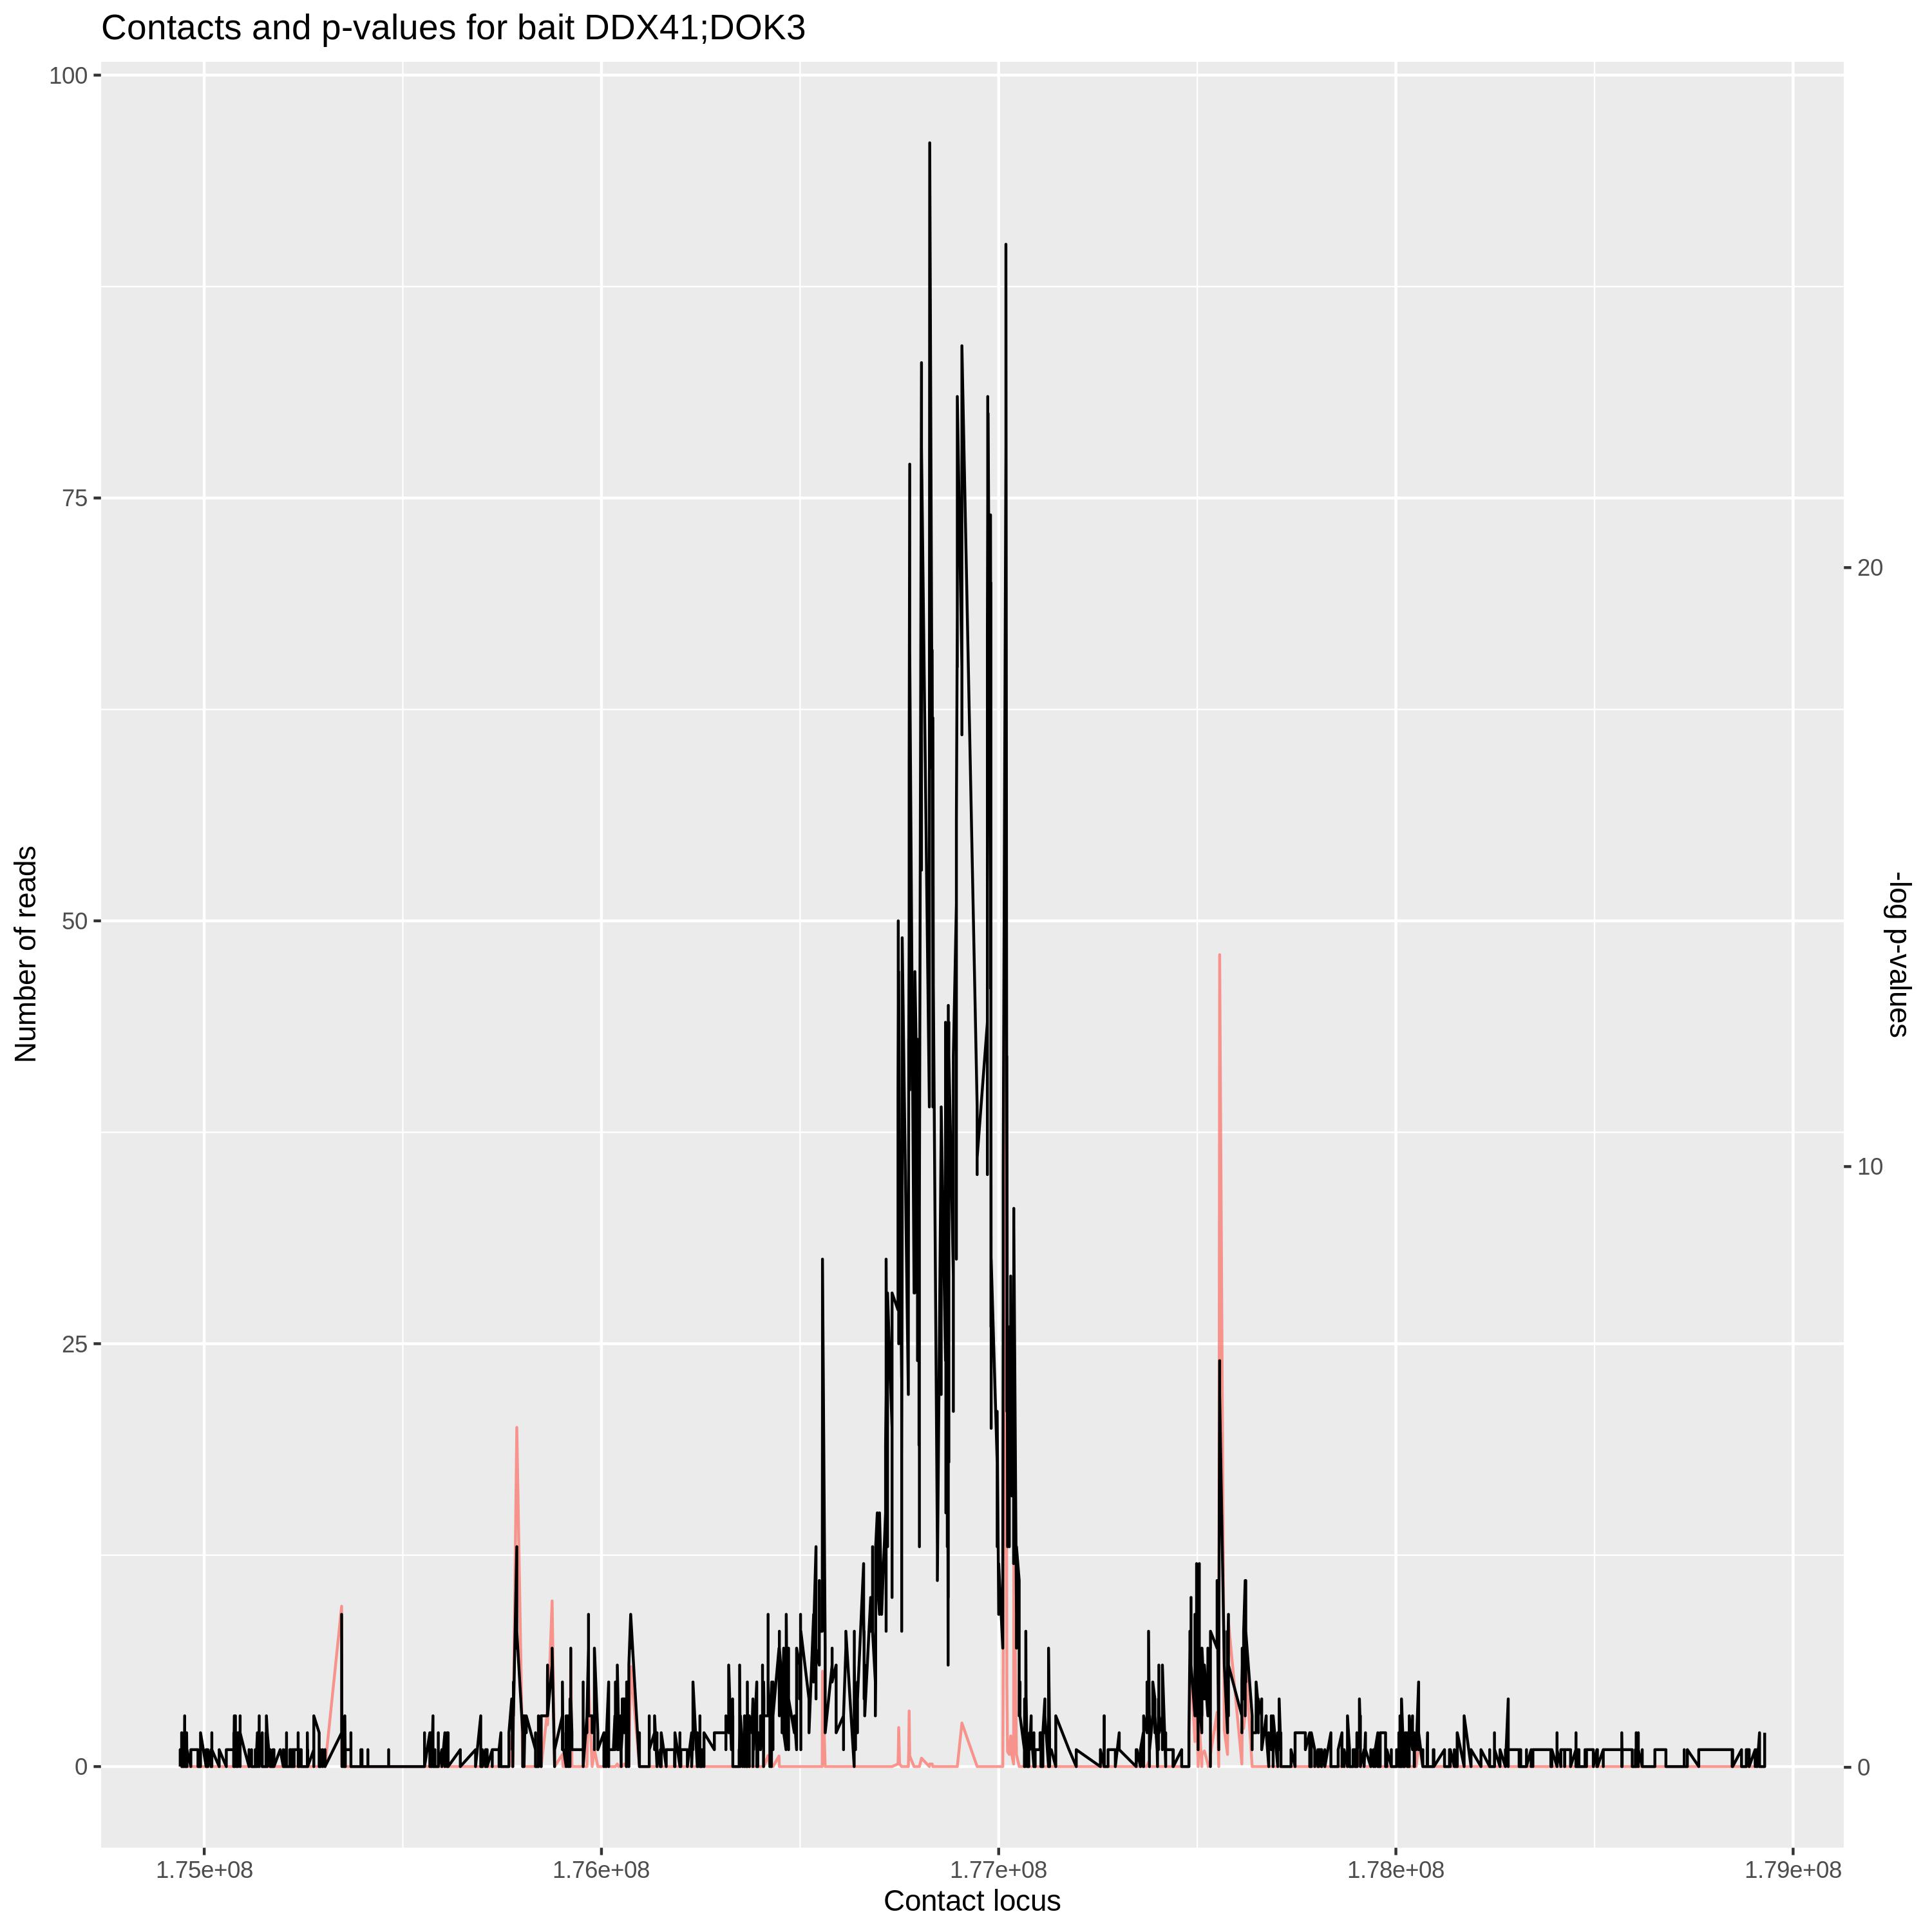 Contacts and p-values for bait DDX41;DOK3
100
75
50
25
0
Number of reads
20
10
0
-log p-values
1.75e+08
1.76e+08
1.77e+08
1.78e+08
1.79e+08
Contact locus